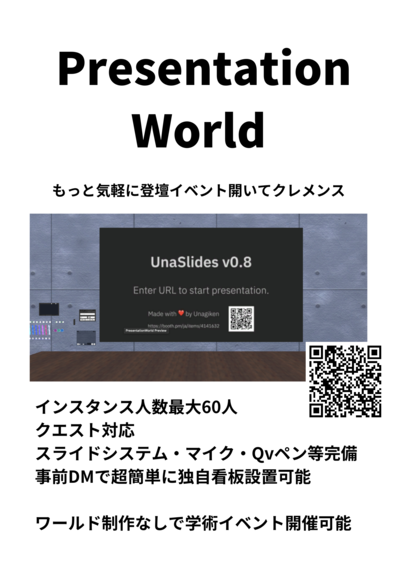 Presentation
World
もっと気軽に登壇イベント開いてクレメンス
UnaSlides v0.8
Enter URL to start presentation.
Made with ❤ by Unagiken
PresentationWorld Preview
インスタンス人数最大60人
クエスト対応
スライドシステム・マイク・Qvペン等完備
事前DMで超簡単に独自看板設置可能
ワールド制作なしで学術イベント開催可能